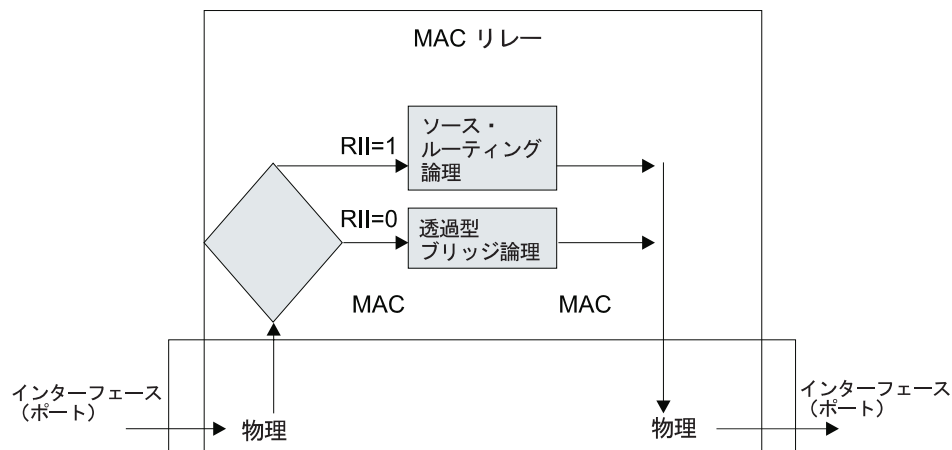 MAC リレー
RII=1
ソース・
ルーティング
論理
RII=0
透過型
ブリッジ論理
MAC
MAC
インターフェース
（ポート）
物理
物理
インターフェース
（ポート）